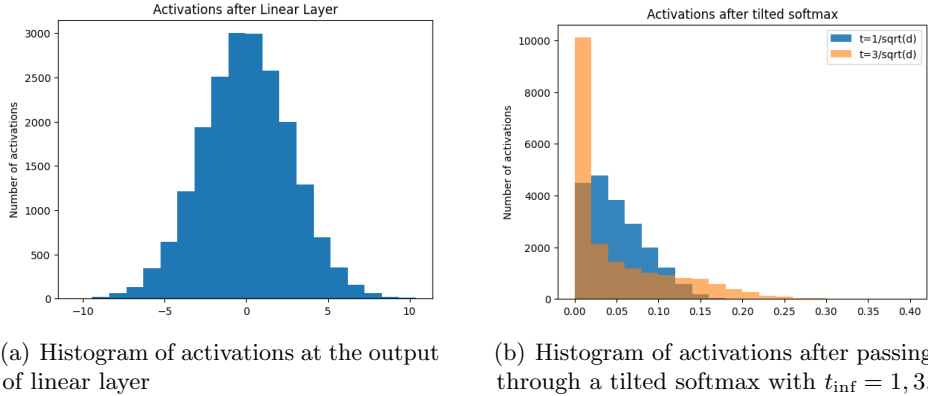 Activations after Linear Layer
Number of activations
3000
2500
2000
1500
1000
500
0
−10
−5
0
5
10
(a) Histogram of activations at the output
of linear layer
Activations after tilted softmax
Number of activations
10000
8000
6000
4000
2000
0
0.00
0.05
0.10
0.15
0.20
0.25
0.30
0.35
0.40
t=1/sqrt(d)
t=3/sqrt(d)
(b) Histogram of activations after passing
through a tilted softmax with t_inf = 1, 3.